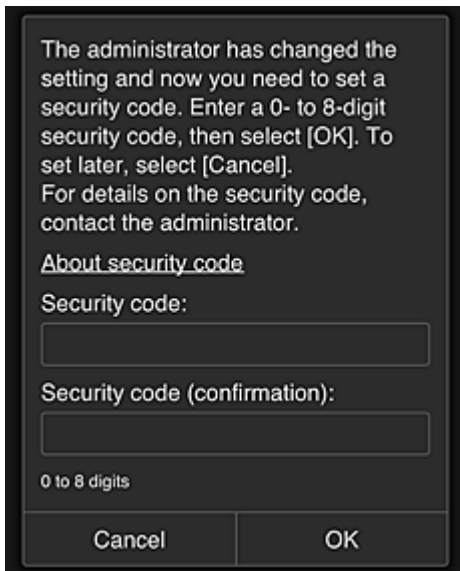 The administrator has changed the
setting and now you need to set a
security code. Enter a 0- to 8-digit
security code, then select [OK]. To
set later, select [Cancel].
For details on the security code,
contact the administrator.
About security code
Security code:
Security code (confirmation):
0 to 8 digits
Cancel
OK